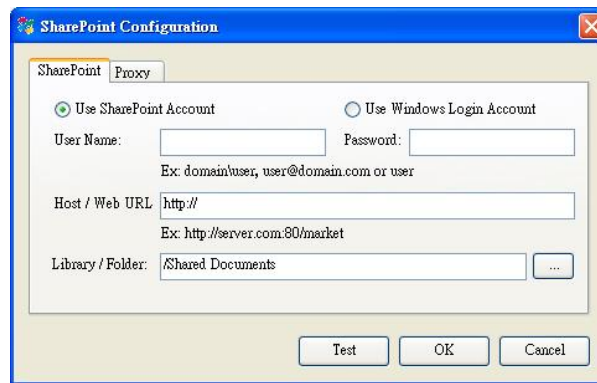 SharePoint Configuration
SharePoint Proxy
Use SharePoint Account Use Windows Login Account
User Name: Password:
Ex: domain\user, user@domain.com or user
Host / Web URL http://
Ex: http://server.com:80/market
Library / Folder: /Shared Documents ...
Test OK Cancel